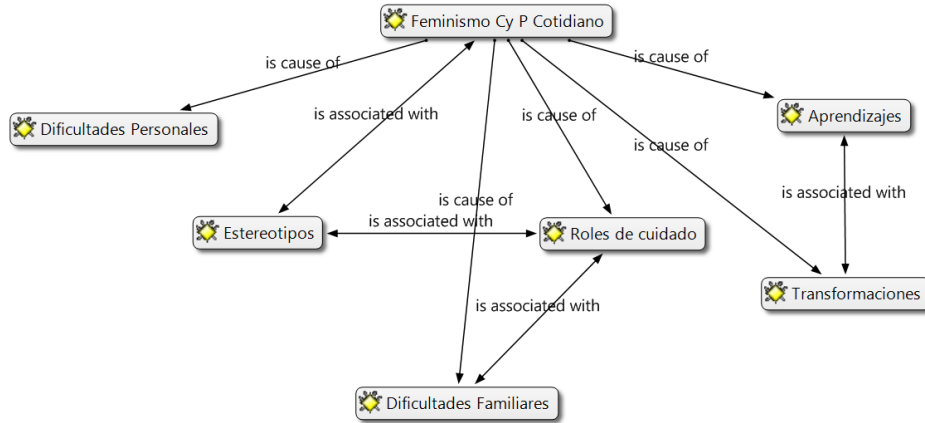 Feminismo Cy P Cotidiano
is cause of
is cause of
Dificultades Personales
is associated with
is cause of
Aprendizajes
is cause of
is associated with
is cause of
is associated with
Estereotipos
Roles de cuidado
Transformaciones
is associated with
Dificultades Familiares